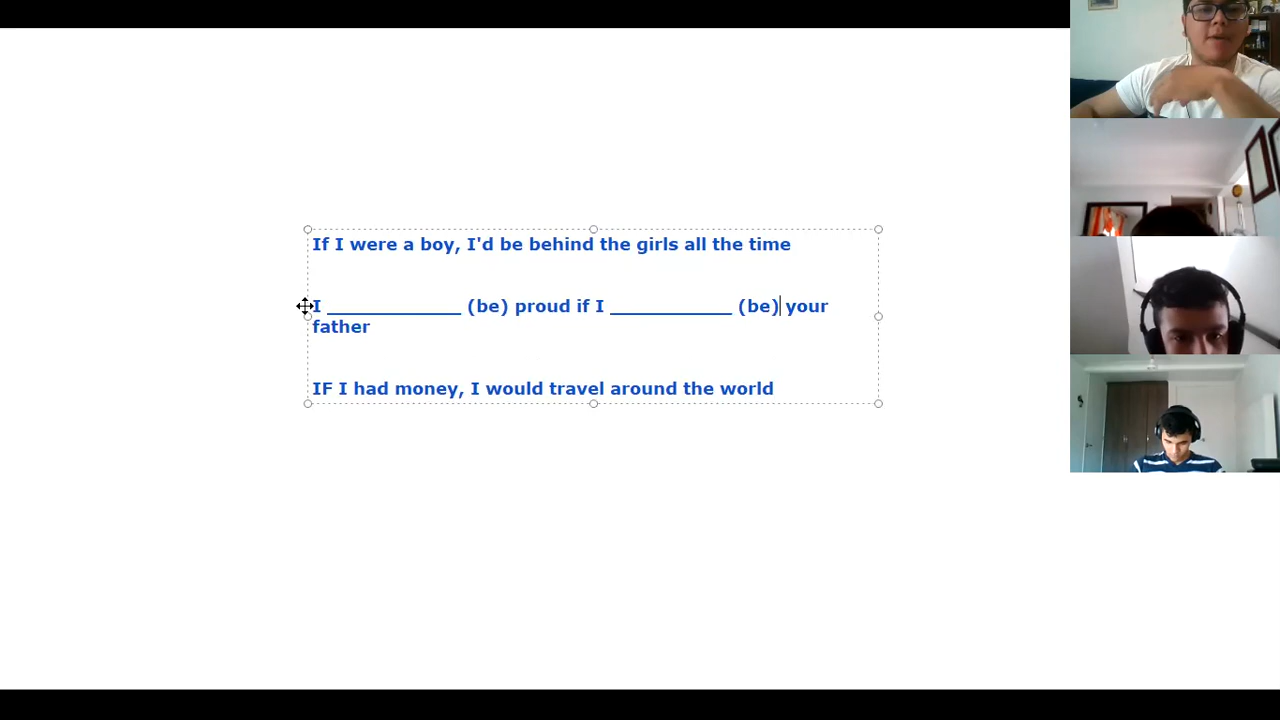 If I were a boy, I'd be behind the girls all the time
I _____________ (be) proud if I ____________ (be) your
father
IF I had money, I would travel around the world